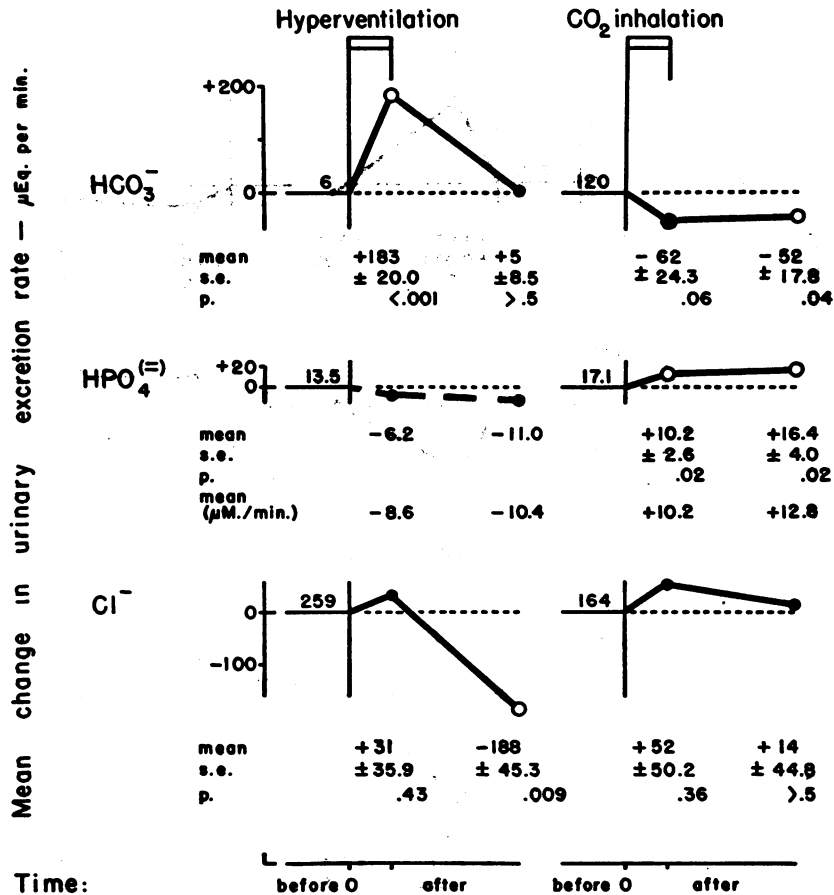 Hyperventilation CO2 inhalation
Mean change in urinary excretion rate — µEq. per min.
+200
0
HCO3−
6 120
mean +183 +5 − 62 − 52
s.e. ± 20.0 ±8.5 ± 24.3 ± 17.8
p. <.001 >.5 .06 .04
HPO4(=)
+20
0
13.5 17.1
mean −6.2 −11.0 +10.2 +16.4
s.e. ± 2.6 ± 4.0
p. .02 .02
mean
(µM./min.) −8.6 −10.4 +10.2 +12.8
Cl−
259 164
0
−100
mean +31 −188 +52 +14
s.e. ±35.9 ± 45.3 ±50.2 ± 44.8
p. .43 .009 .36 >.5
Time: before 0 after before 0 after